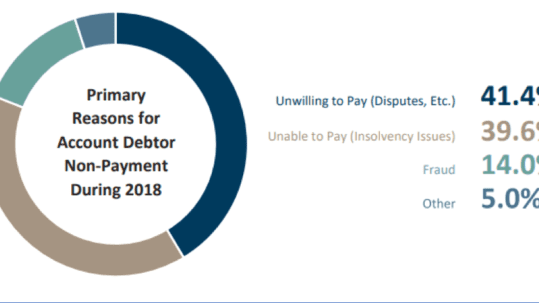 Primary
Reasons for
Account Debtor
Non-Payment
During 2018
Unwilling to Pay (Disputes, Etc.) 41.4%
Unable to Pay (Insolvency Issues) 39.6%
Fraud 14.0%
Other 5.0%